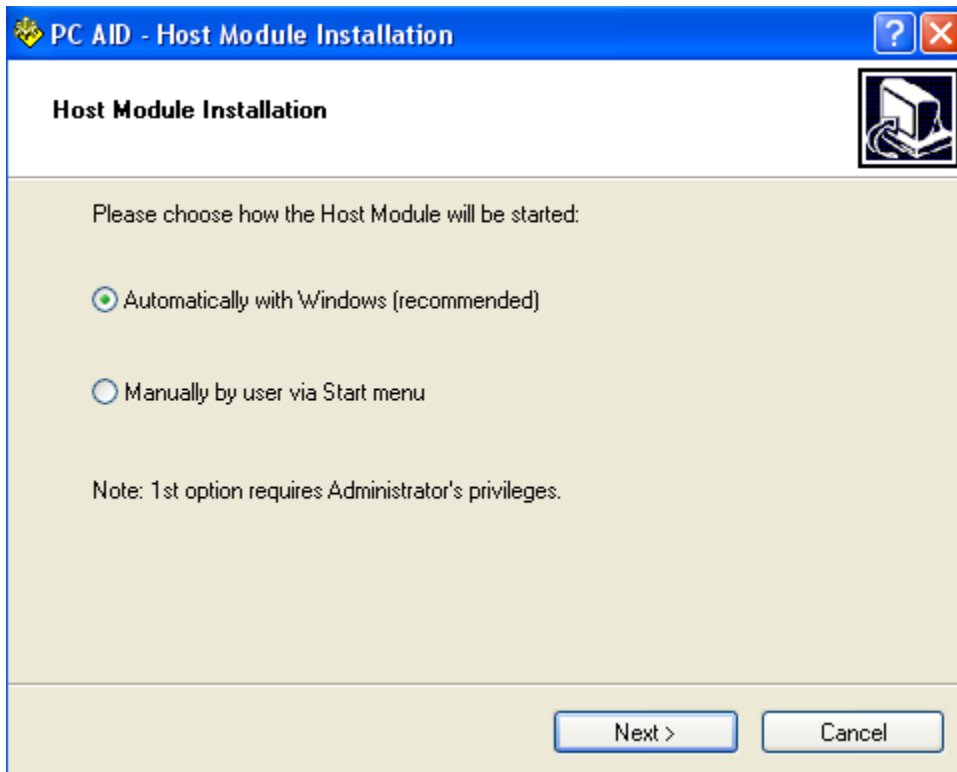 PC AID - Host Module Installation
Host Module Installation
Please choose how the Host Module will be started:
Automatically with Windows (recommended)
Manually by user via Start menu
Note: 1st option requires Administrator's privileges.
Next >
Cancel